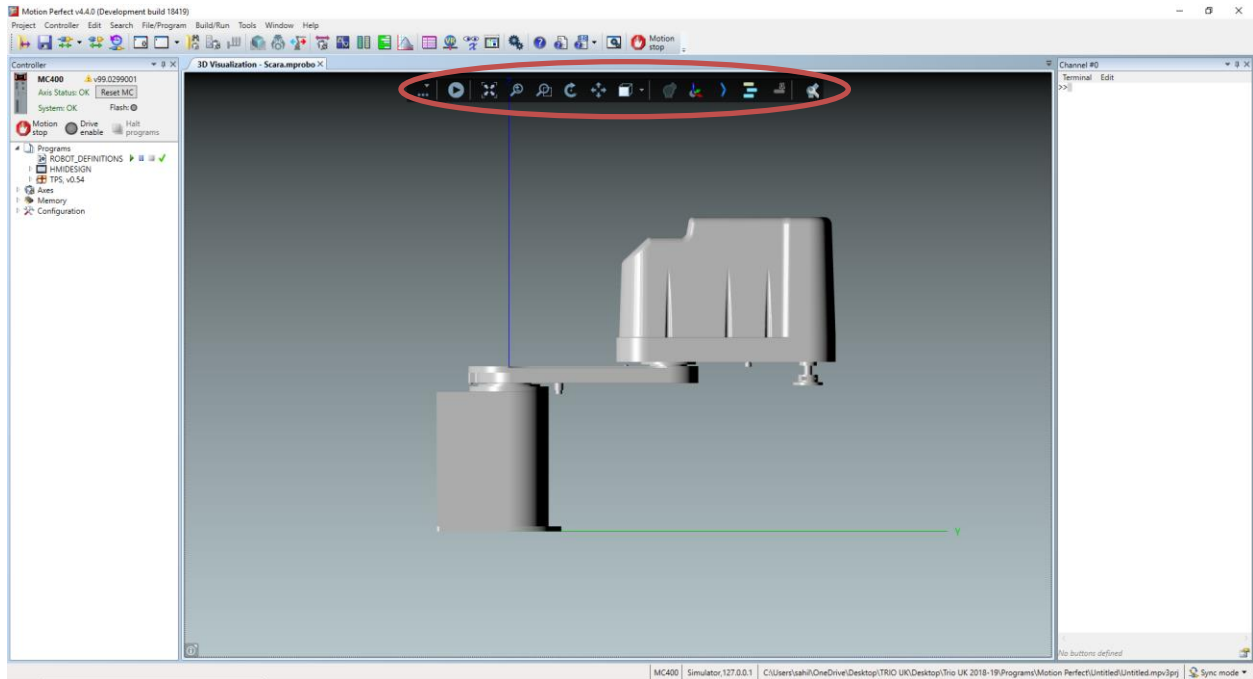 Motion Perfect v4.4.0 (Development build 18419)
Project Controller Edit Search File/Program Build/Run Tools Window Help
Motion stop
Controller
3D Visualization - Scara.mprobo
Channel #0
MC400 v99.0299001
Axis Status: OK Reset MC
System: OK Flash:
Motion stop Drive enable Halt programs
Programs
ROBOT_DEFINITIONS
HMIDESIGN
TPS, v0.54
Axes
Memory
Configuration
Terminal Edit
>>
Y
No buttons defined
MC400 Simulator,127.0.0.1 C:\Users\sahil\OneDrive\Desktop\TRIO UK\Desktop\Trio UK 2018-19\Programs\Motion Perfect\Untitled\Untitled.mpv3prj Sync mode